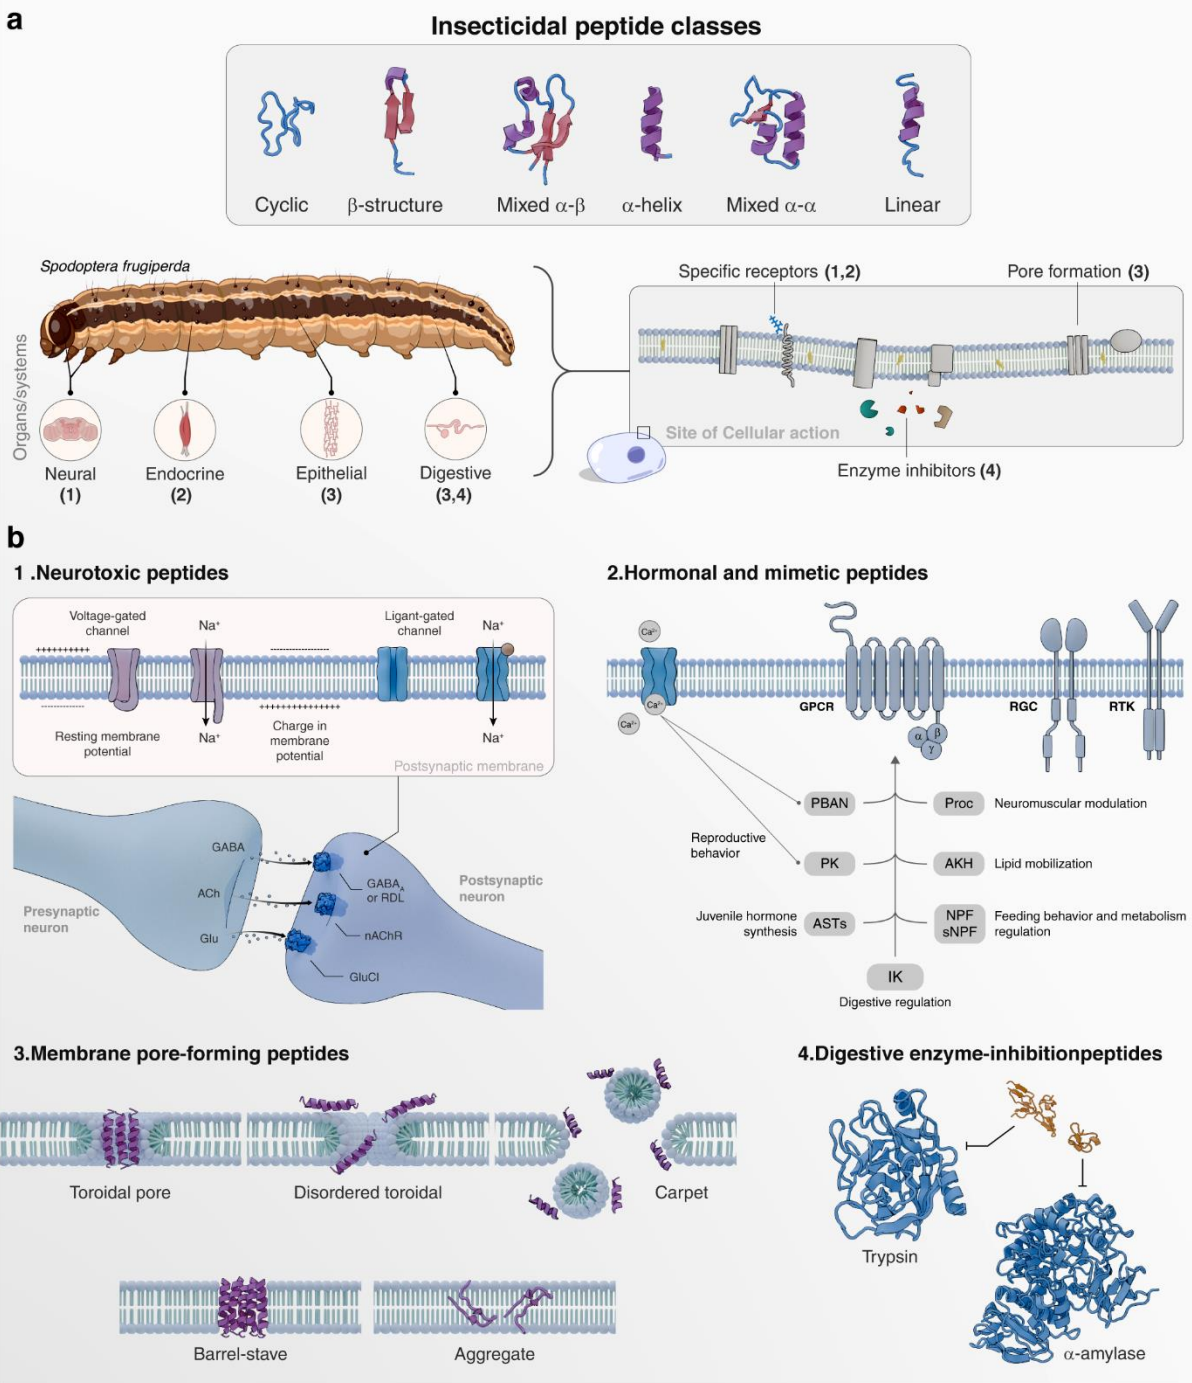 a
Insecticidal peptide classes
Cyclic
β-structure
Mixed α-β
α-helix
Mixed α-α
Linear
Spodoptera frugiperda
Organs/systems
Neural
(1)
Endocrine
(2)
Epithelial
(3)
Digestive
(3,4)
Specific receptors (1,2)
Pore formation (3)
Site of Cellular action
Enzyme inhibitors (4)
b
1 .Neurotoxic peptides
Voltage-gated
channel
Na⁺
Ligant-gated
channel
Na⁺
++++++++++
------------------
--------------
++++++++++++++++
Resting membrane
potential
Na⁺
Charge in
membrane
potential
Na⁺
Postsynaptic membrane
GABA
ACh
Glu
Presynaptic
neuron
GABA_A
or RDL
nAChR
GluCl
Postsynaptic
neuron
2.Hormonal and mimetic peptides
Ca²⁺
Ca²⁺
Ca²⁺
GPCR
α
β
γ
RGC
RTK
PBAN
Proc
Neuromuscular modulation
Reproductive
behavior
PK
AKH
Lipid mobilization
Juvenile hormone
synthesis
ASTs
NPF
sNPF
Feeding behavior and metabolism
regulation
IK
Digestive regulation
3.Membrane pore-forming peptides
Toroidal pore
Disordered toroidal
Carpet
Barrel-stave
Aggregate
4.Digestive enzyme-inhibitionpeptides
Trypsin
α-amylase